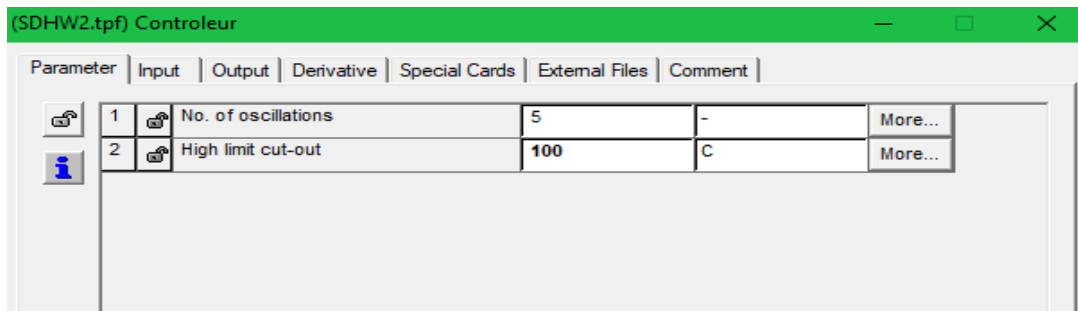 (SDHW2.tpf) Controleur
Parameter Input Output Derivative Special Cards External Files Comment
1 No. of oscillations 5 - More...
2 High limit cut-out 100 C More...